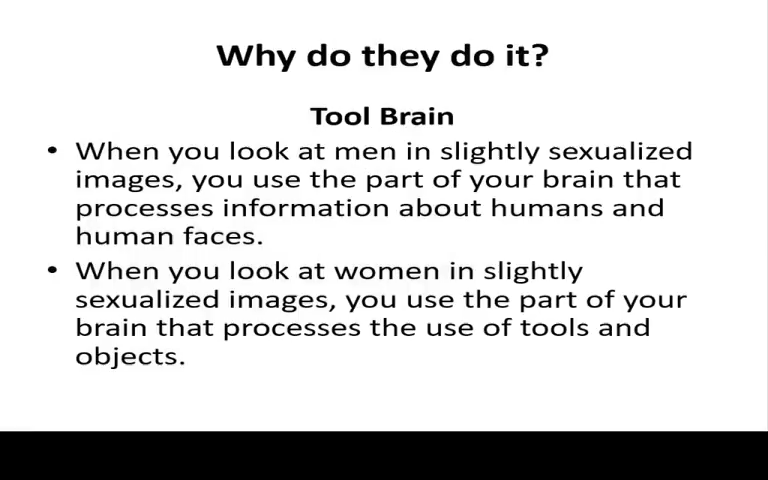 Why do they do it?
Tool Brain
• When you look at men in slightly sexualized
images, you use the part of your brain that
processes information about humans and
human faces.
• When you look at women in slightly
sexualized images, you use the part of your
brain that processes the use of tools and
objects.